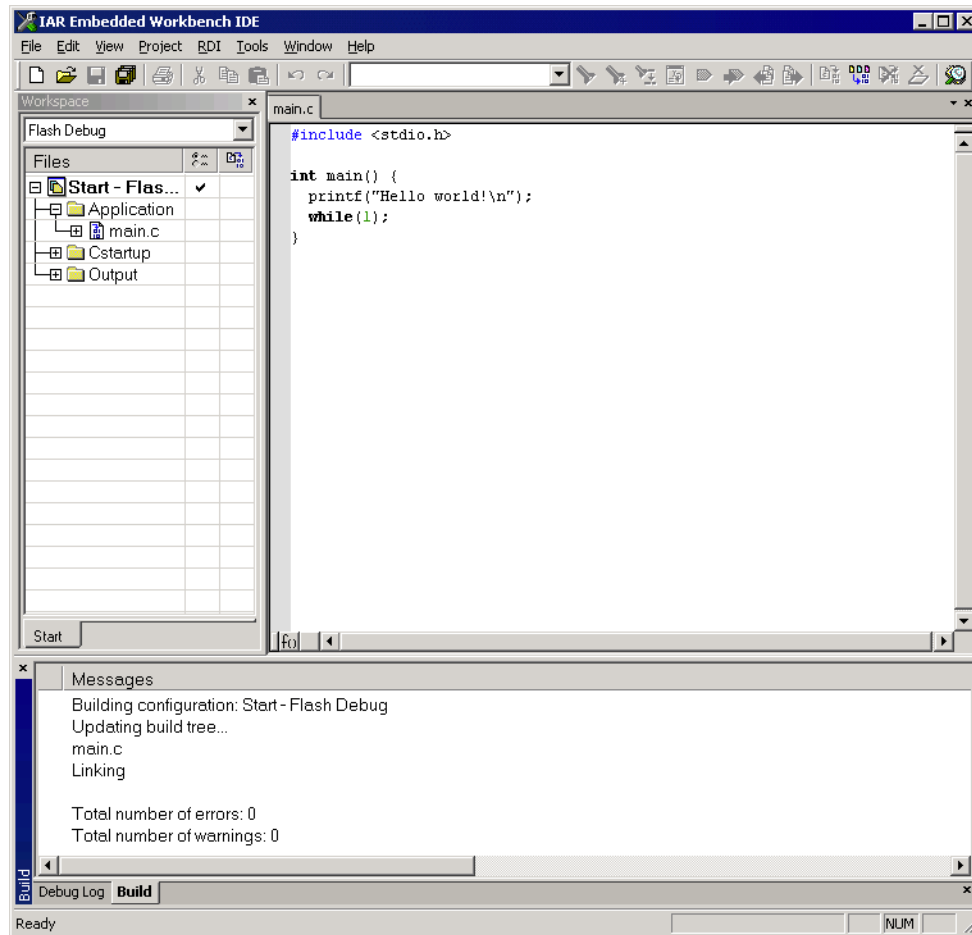 IAR Embedded Workbench IDE
File Edit View Project RDI Tools Window Help
Workspace
Flash Debug
Files
Start - Flas...
Application
main.c
Cstartup
Output
Start
main.c
#include <stdio.h>
int main() {
printf("Hello world!\n");
while(1);
}
f()
Messages
Building configuration: Start - Flash Debug
Updating build tree...
main.c
Linking
Total number of errors: 0
Total number of warnings: 0
Build
Debug Log Build
Ready NUM